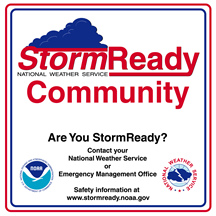 StormReady
NATIONAL WEATHER SERVICE
Community
Are You StormReady?
Contact your
National Weather Service
or
Emergency Management Office
Safety information at
www.stormready.noaa.gov
NOAA
NATIONAL WEATHER SERVICE